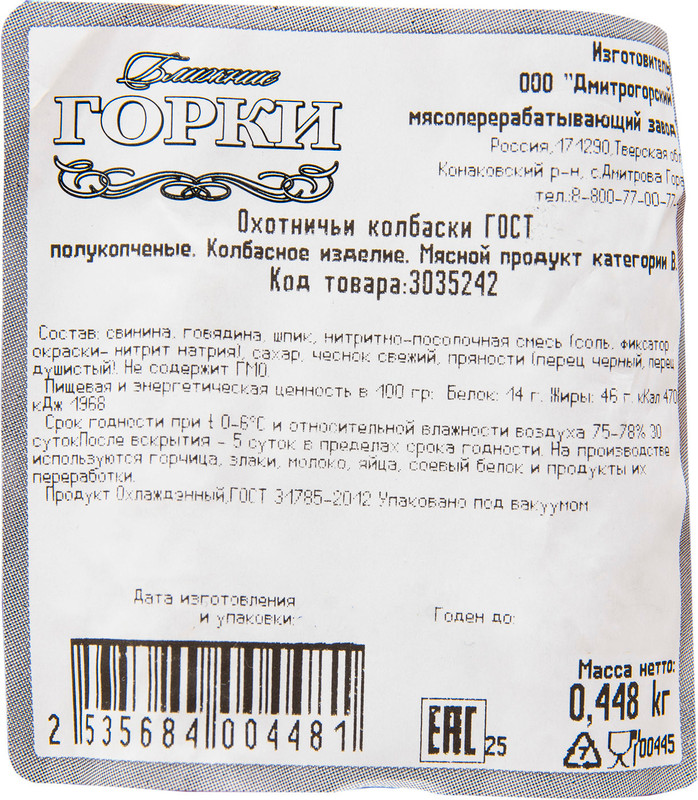 Ближние
ГОРКИ
Изготовитель
ООО "Дмитрогорский
мясоперерабатывающий завод
Россия,171290,Тверская об
Конаковский р-н, с.Дмитрова Гора
тел.:8-800-77-00-77-
Охотничьи колбаски ГОСТ
полукопченые. Колбасное изделие. Мясной продукт категории В.
Код товара:3035242
Состав: свинина, говядина, шпик, нитритно-посолочная смесь (соль, фиксатор
окраски- нитрит натрия), сахар, чеснок свежий, пряности (перец черный, перец
душистый). Не содержит ГМО.
Пищевая и энергетическая ценность в 100 гр: Белок: 14 г. Жиры: 46 г. кКал 470
кДж 1968
Срок годности при t 0-6°С и относительной влажности воздуха 75-78% 30
сутокПосле вскрытия - 5 суток в пределах срока годности. На производстве
используются горчица, злаки, молоко, яйца, соевый белок и продукты их
переработки.
Продукт Охлажденный,ГОСТ 31785-2012 Упаковано под вакуумом
Дата изготовления
и упаковки:
Годен до:
Масса нетто:
0,448 кг
2 535684 004481
EAC 25
7
00445